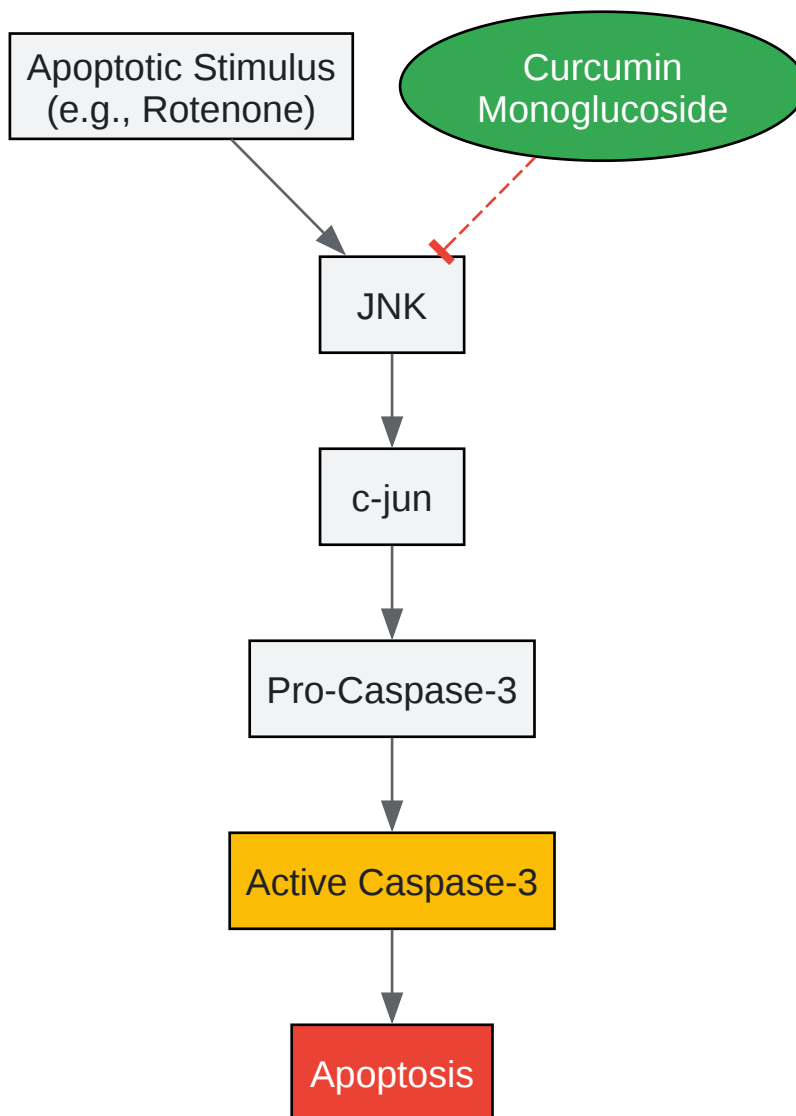 Apoptotic Stimulus
(e.g., Rotenone)
Curcumin
Monoglucoside
JNK
c-jun
Pro-Caspase-3
Active Caspase-3
Apoptosis